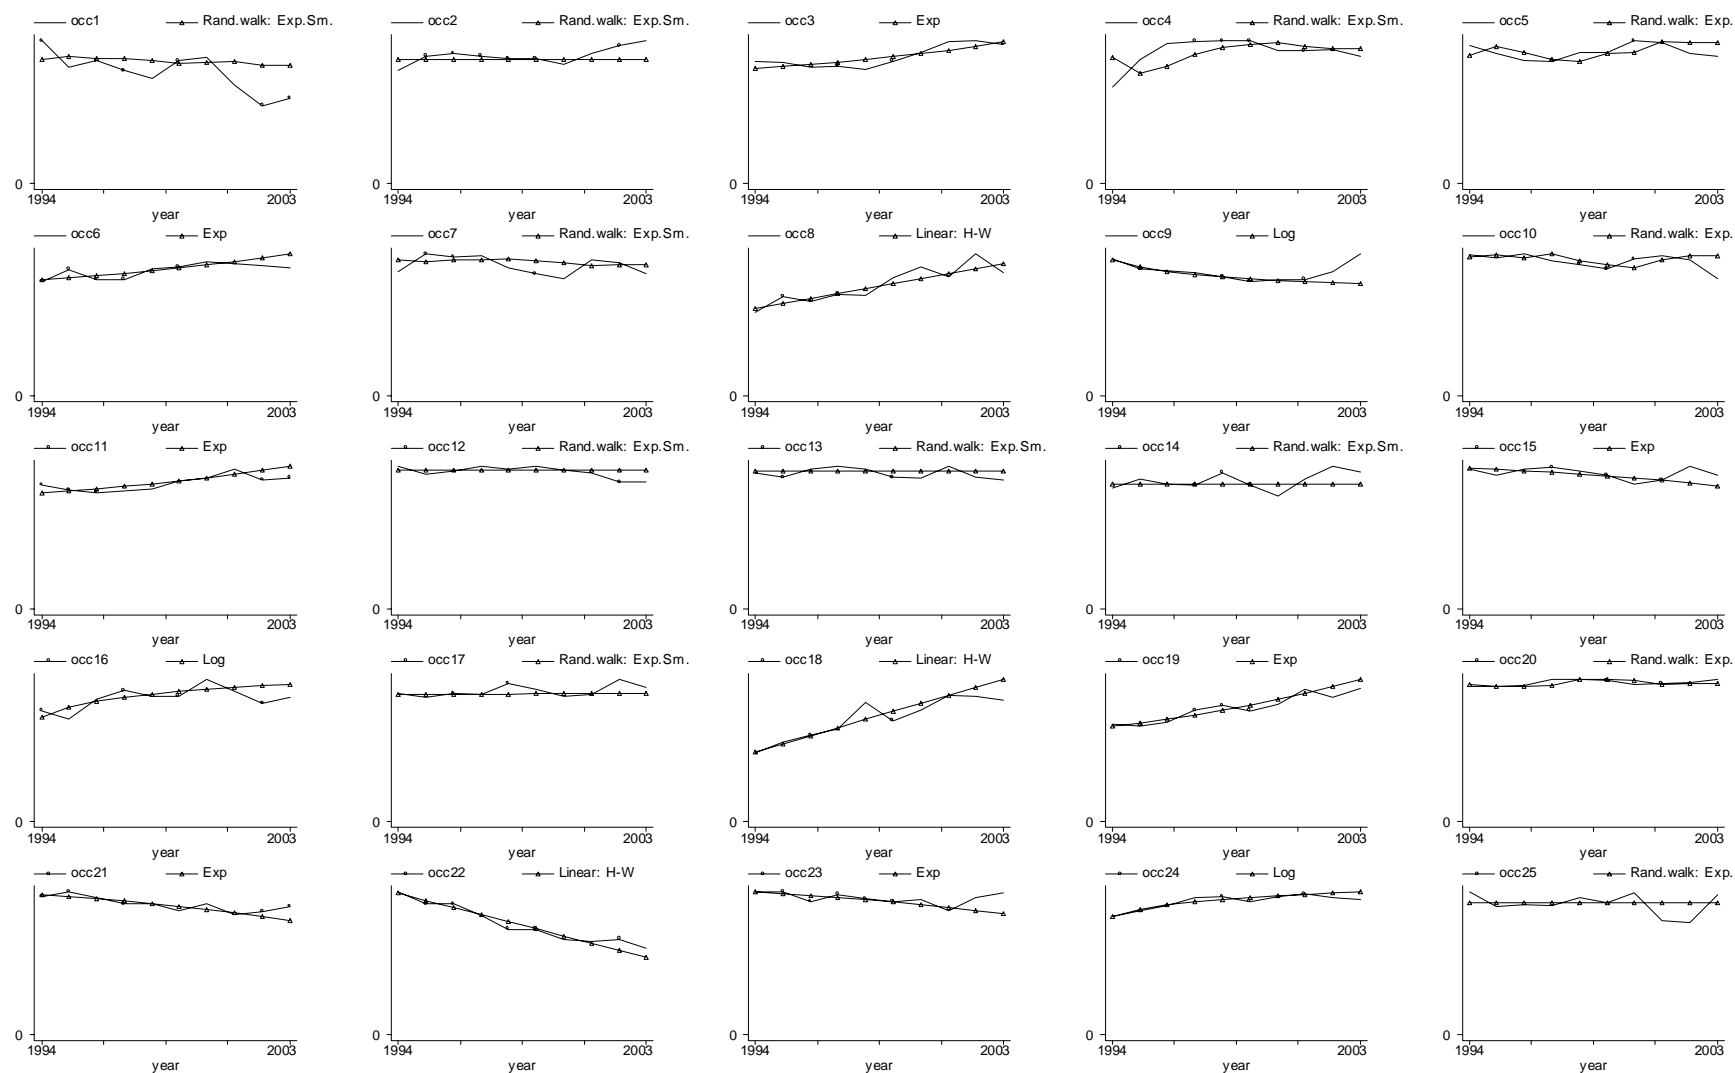 occ1 Rand.walk: Exp.Sm. occ2 Rand.walk: Exp.Sm. occ3 Exp occ4 Rand.walk: Exp.Sm. occ5 Rand.walk: Exp.
0 0 0 0 0
1994 2003 1994 2003 1994 2003 1994 2003 1994 2003
year year year year year
occ6 Exp occ7 Rand.walk: Exp.Sm. occ8 Linear: H-W occ9 Log occ10 Rand.walk: Exp.
0 0 0 0 0
1994 2003 1994 2003 1994 2003 1994 2003 1994 2003
year year year year year
occ11 Exp occ12 Rand.walk: Exp.Sm. occ13 Rand.walk: Exp.Sm. occ14 Rand.walk: Exp.Sm. occ15 Exp
0 0 0 0 0
1994 2003 1994 2003 1994 2003 1994 2003 1994 2003
year year year year year
occ16 Log occ17 Rand.walk: Exp.Sm. occ18 Linear: H-W occ19 Exp occ20 Rand.walk: Exp.
0 0 0 0 0
1994 2003 1994 2003 1994 2003 1994 2003 1994 2003
year year year year year
occ21 Exp occ22 Linear: H-W occ23 Exp occ24 Log occ25 Rand.walk: Exp.
0 0 0 0 0
1994 2003 1994 2003 1994 2003 1994 2003 1994 2003
year year year year year